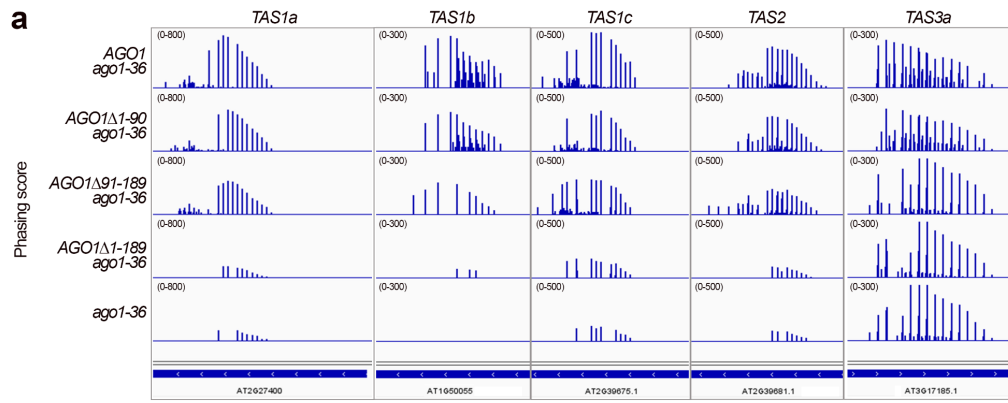 a
TAS1a TAS1b TAS1c TAS2 TAS3a
Phasing score
AGO1
ago1-36
(0-800) (0-300) (0-500) (0-500) (0-300)
AGO1Δ1-90
ago1-36
(0-800) (0-300) (0-500) (0-500) (0-300)
AGO1Δ91-189
ago1-36
(0-800) (0-300) (0-500) (0-500) (0-300)
AGO1Δ1-189
ago1-36
(0-800) (0-300) (0-500) (0-500) (0-300)
ago1-36
(0-800) (0-300) (0-500) (0-500) (0-300)
AT2G27400 AT1G50055 AT2G39675.1 AT2G39681.1 AT3G17185.1